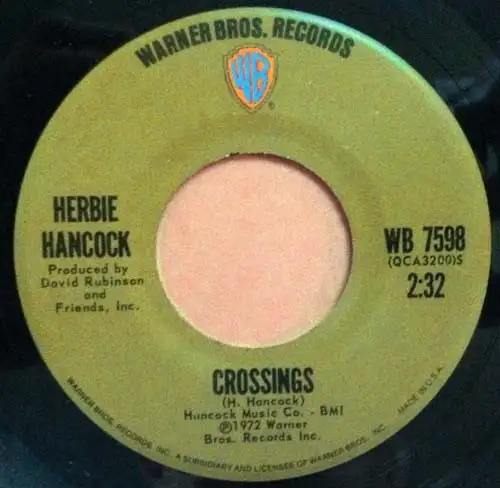 WARNER BROS. RECORDS
WB
®
HERBIE
HANCOCK
Produced by
David Rubinson
and
Friends, Inc.
WB 7598
(QCA3200)S
2:32
CROSSINGS
(H. Hancock)
Huncock Music Co. - BMI
Ⓟ1972 Warner
Bros. Records Inc.
WARNER BROS. RECORDS INC. A SUBSIDIARY AND LICENSEE OF WARNER BROS. INC.
MADE IN U.S.A.